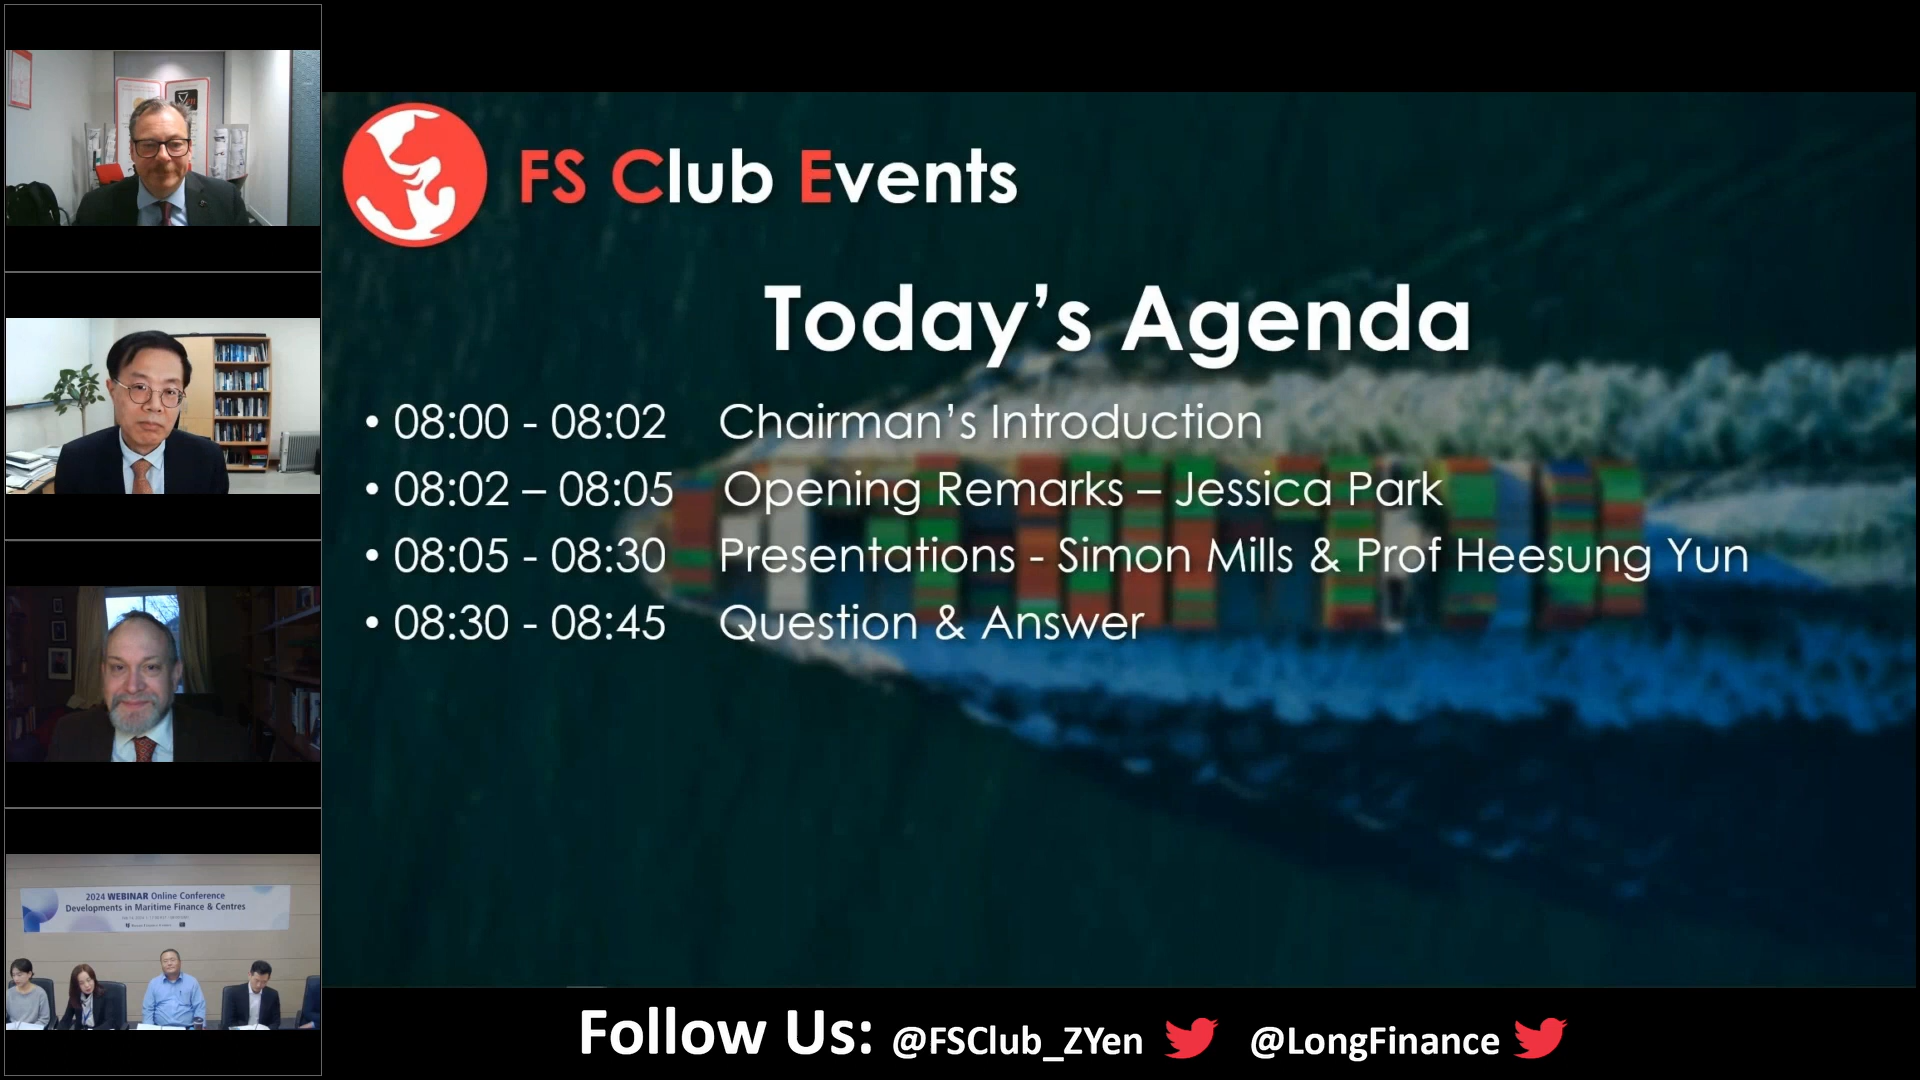 FS Club Events
Today’s Agenda
• 08:00 - 08:02 Chairman’s Introduction
• 08:02 – 08:05 Opening Remarks – Jessica Park
• 08:05 - 08:30 Presentations - Simon Mills & Prof Heesung Yun
• 08:30 - 08:45 Question & Answer
2024 WEBINAR Online Conference
Developments in Maritime Finance & Centres
Follow Us: @FSClub_ZYen @LongFinance